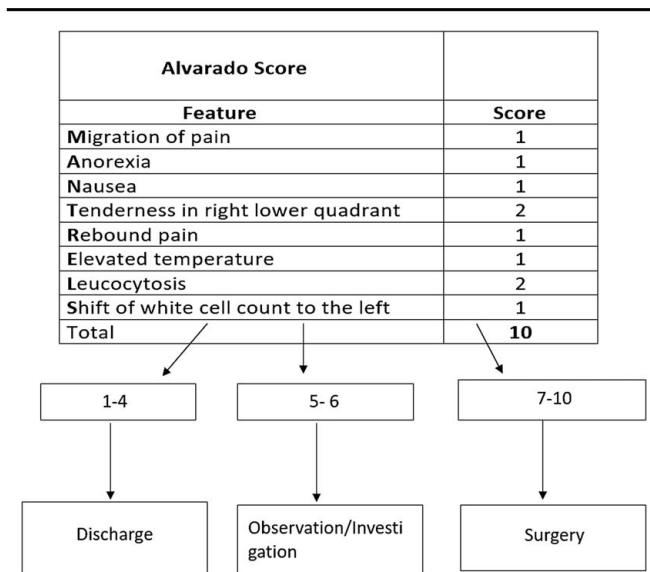 Alvarado Score
Feature Score
Migration of pain 1
Anorexia 1
Nausea 1
Tenderness in right lower quadrant 2
Rebound pain 1
Elevated temperature 1
Leucocytosis 2
Shift of white cell count to the left 1
Total 10
1-4 5- 6 7-10
Discharge Observation/Investi Surgery
gation